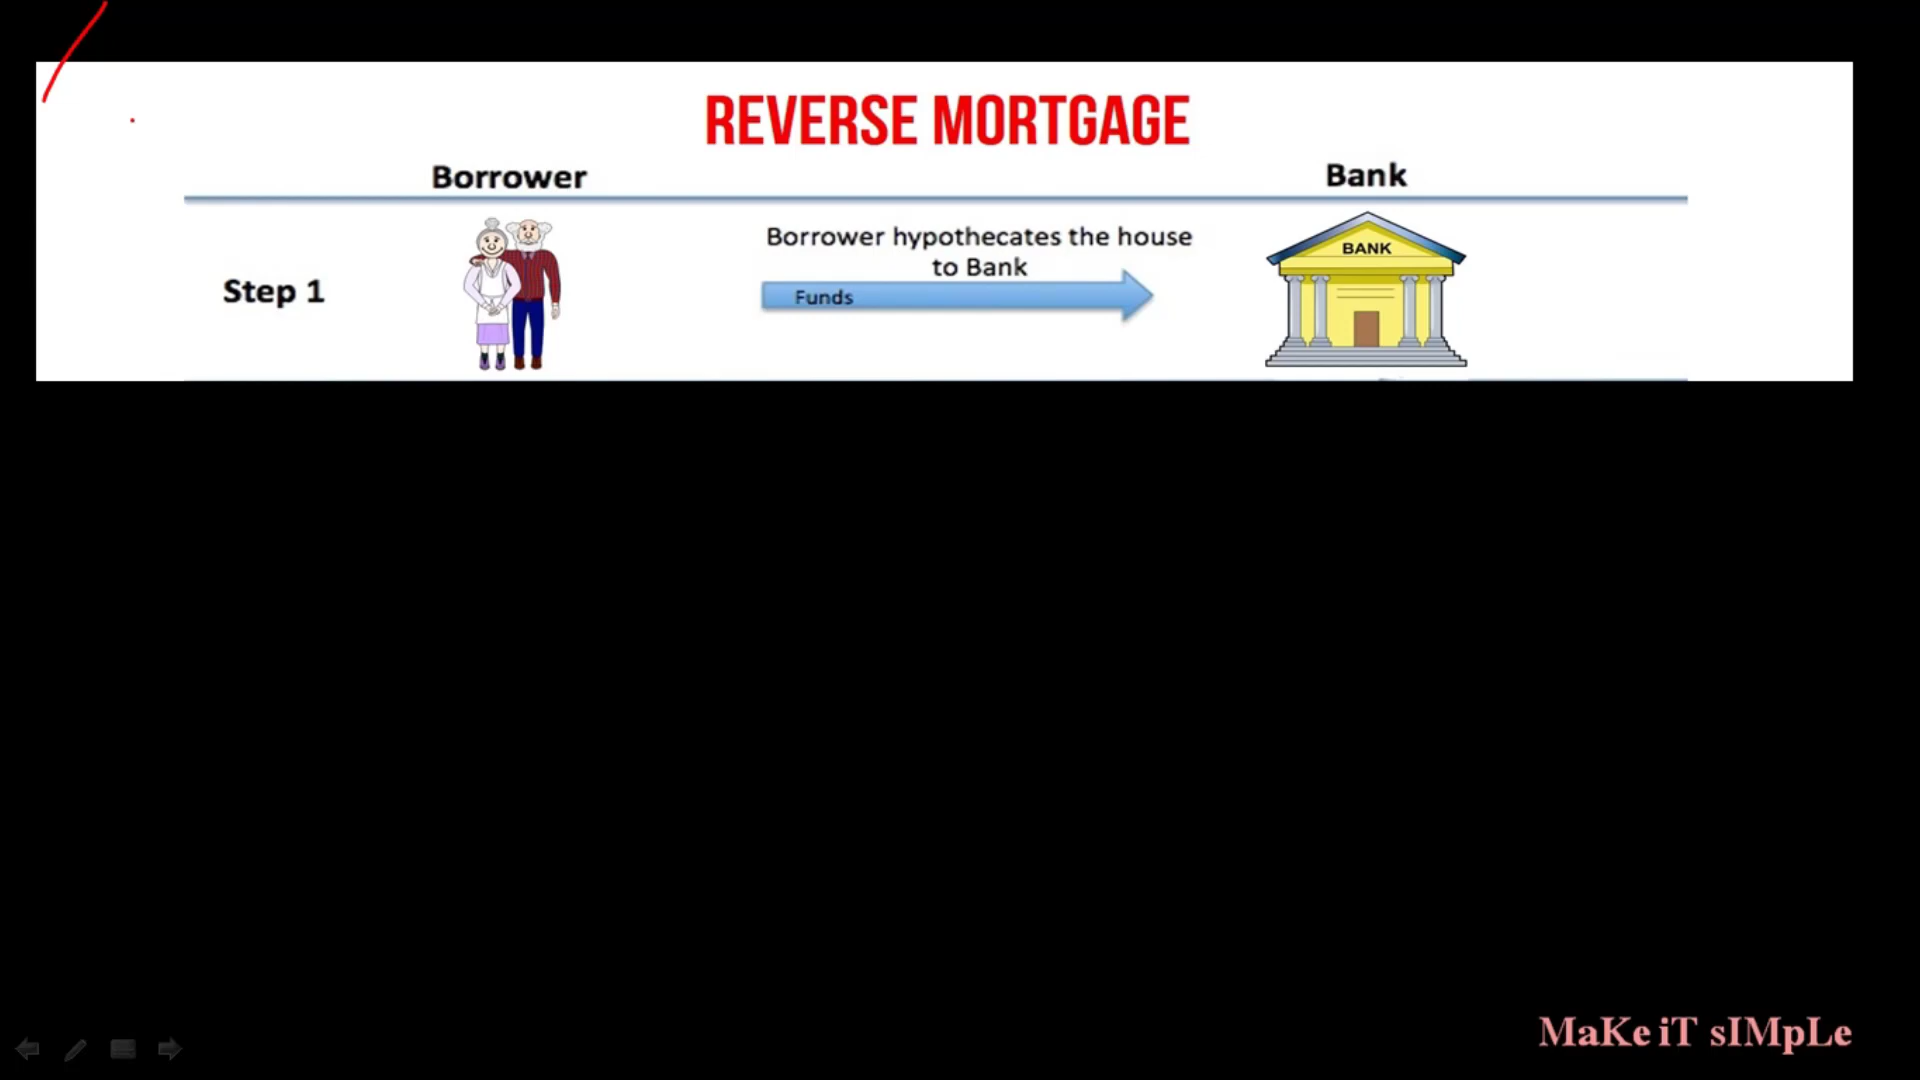 REVERSE MORTGAGE
Borrower
Bank
Step 1
Borrower hypothecates the house
to Bank
Funds
BANK
MaKe iT sIMpLe